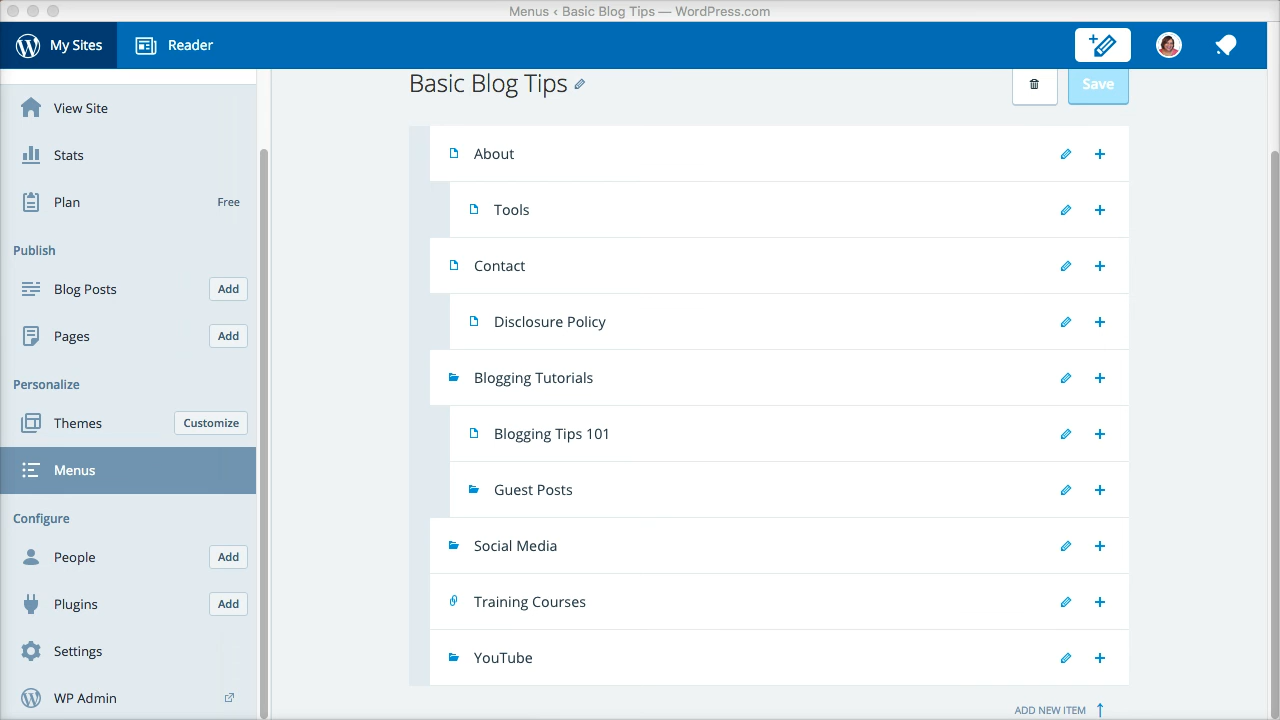 Menus ‹ Basic Blog Tips — WordPress.com
My Sites
Reader
View Site
Stats
Plan Free
Publish
Blog Posts Add
Pages Add
Personalize
Themes Customize
Menus
Configure
People Add
Plugins Add
Settings
WP Admin
Basic Blog Tips
Save
About
Tools
Contact
Disclosure Policy
Blogging Tutorials
Blogging Tips 101
Guest Posts
Social Media
Training Courses
YouTube
ADD NEW ITEM